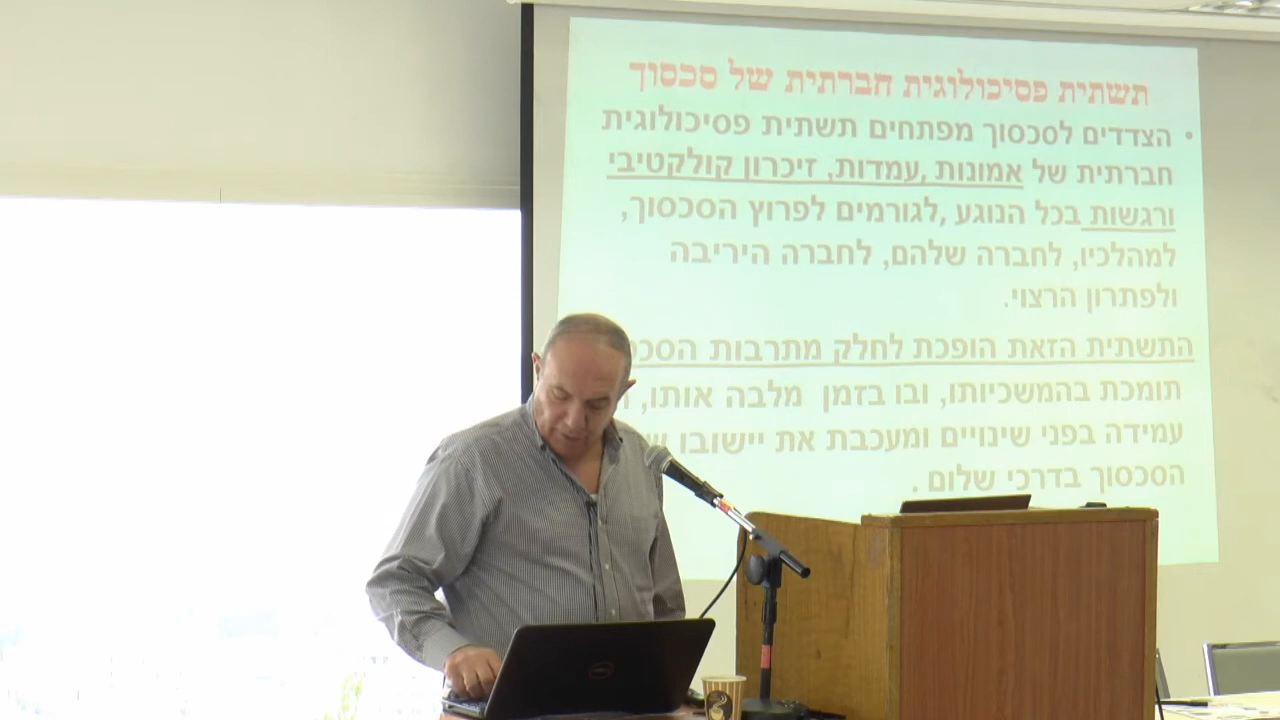 תשתית פסיכולוגית חברתית של סכסוך
• הצדדים לסכסוך מפתחים תשתית פסיכולוגית
חברתית של אמונות ,עמדות, זיכרון קולקטיבי
ורגשות בכל הנוגע ,לגורמים לפרוץ הסכסוך,
למהלכיו, לחברה שלהם, לחברה היריבה
ולפתרון הרצוי.
התשתית הזאת הופכת לחלק מתרבות
תומכת בהמשכיותו, ובו בזמן מלבה אותו,
עמידה בפני שינויים ומעכבת את יישובו
הסכסוך בדרכי שלום .
DELL